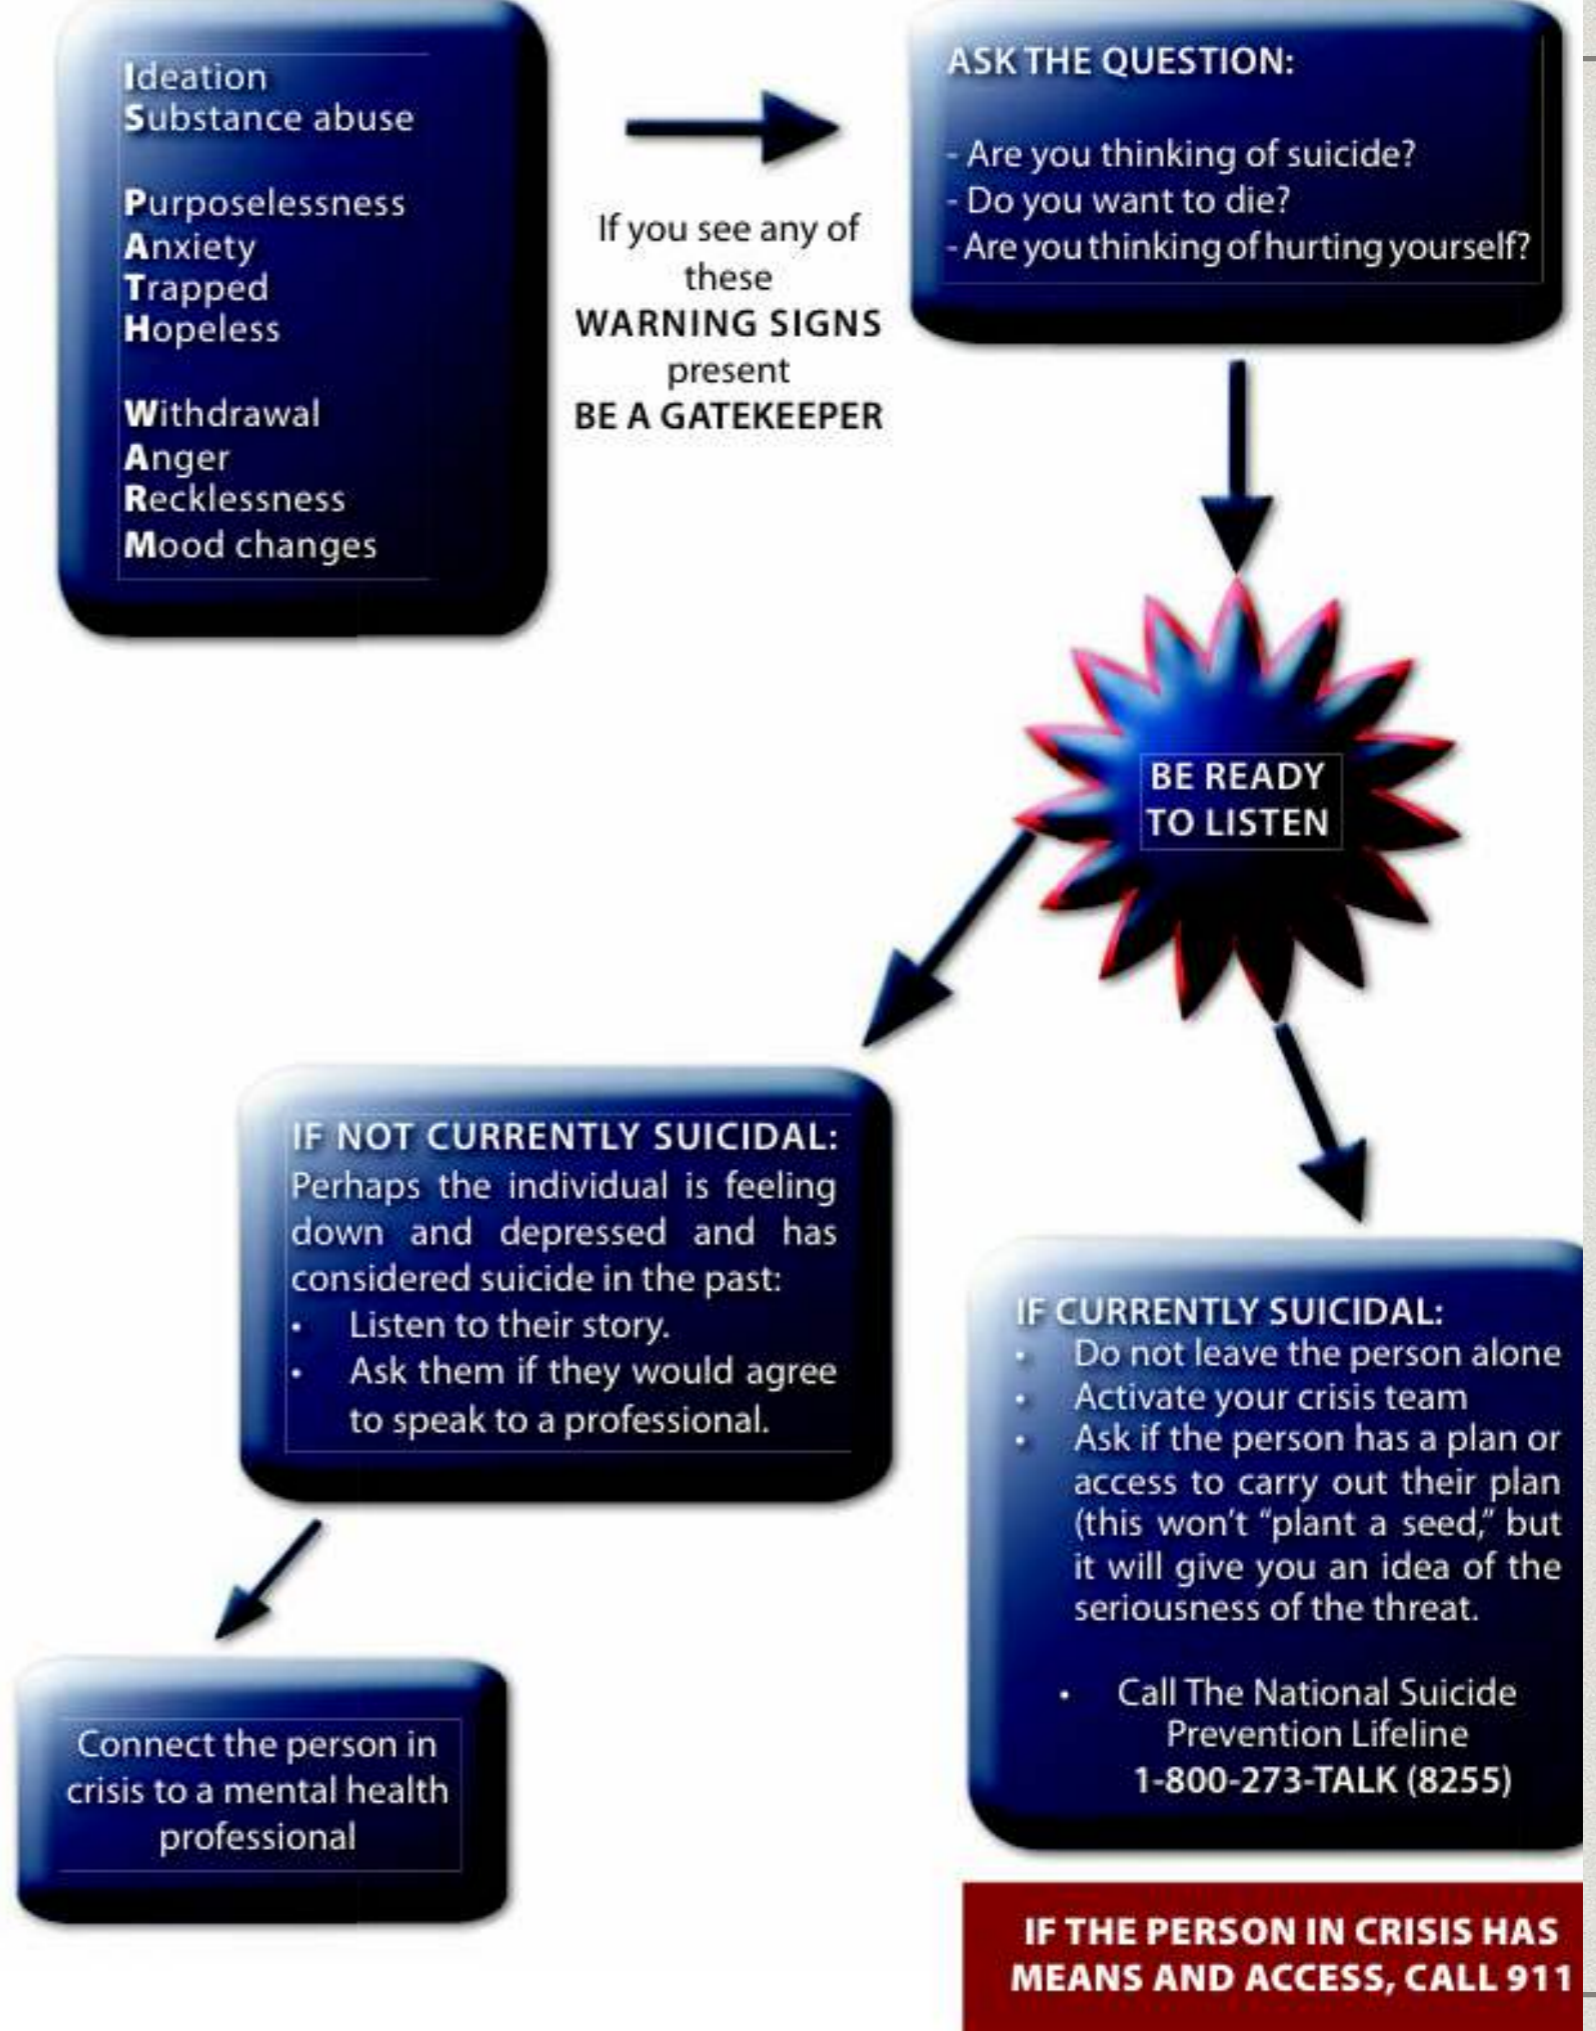 Ideation
Substance abuse
Purposelessness
Anxiety
Trapped
Hopeless
Withdrawal
Anger
Recklessness
Mood changes
If you see any of
these
WARNING SIGNS
present
BE A GATEKEEPER
ASK THE QUESTION:
- Are you thinking of suicide?
- Do you want to die?
- Are you thinking of hurting yourself?
BE READY
TO LISTEN
IF NOT CURRENTLY SUICIDAL:
Perhaps the individual is feeling
down and depressed and has
considered suicide in the past:
• Listen to their story.
• Ask them if they would agree
to speak to a professional.
Connect the person in
crisis to a mental health
professional
IF CURRENTLY SUICIDAL:
• Do not leave the person alone
• Activate your crisis team
• Ask if the person has a plan or
access to carry out their plan
(this won't "plant a seed," but
it will give you an idea of the
seriousness of the threat.
• Call The National Suicide
Prevention Lifeline
1-800-273-TALK (8255)
IF THE PERSON IN CRISIS HAS
MEANS AND ACCESS, CALL 911